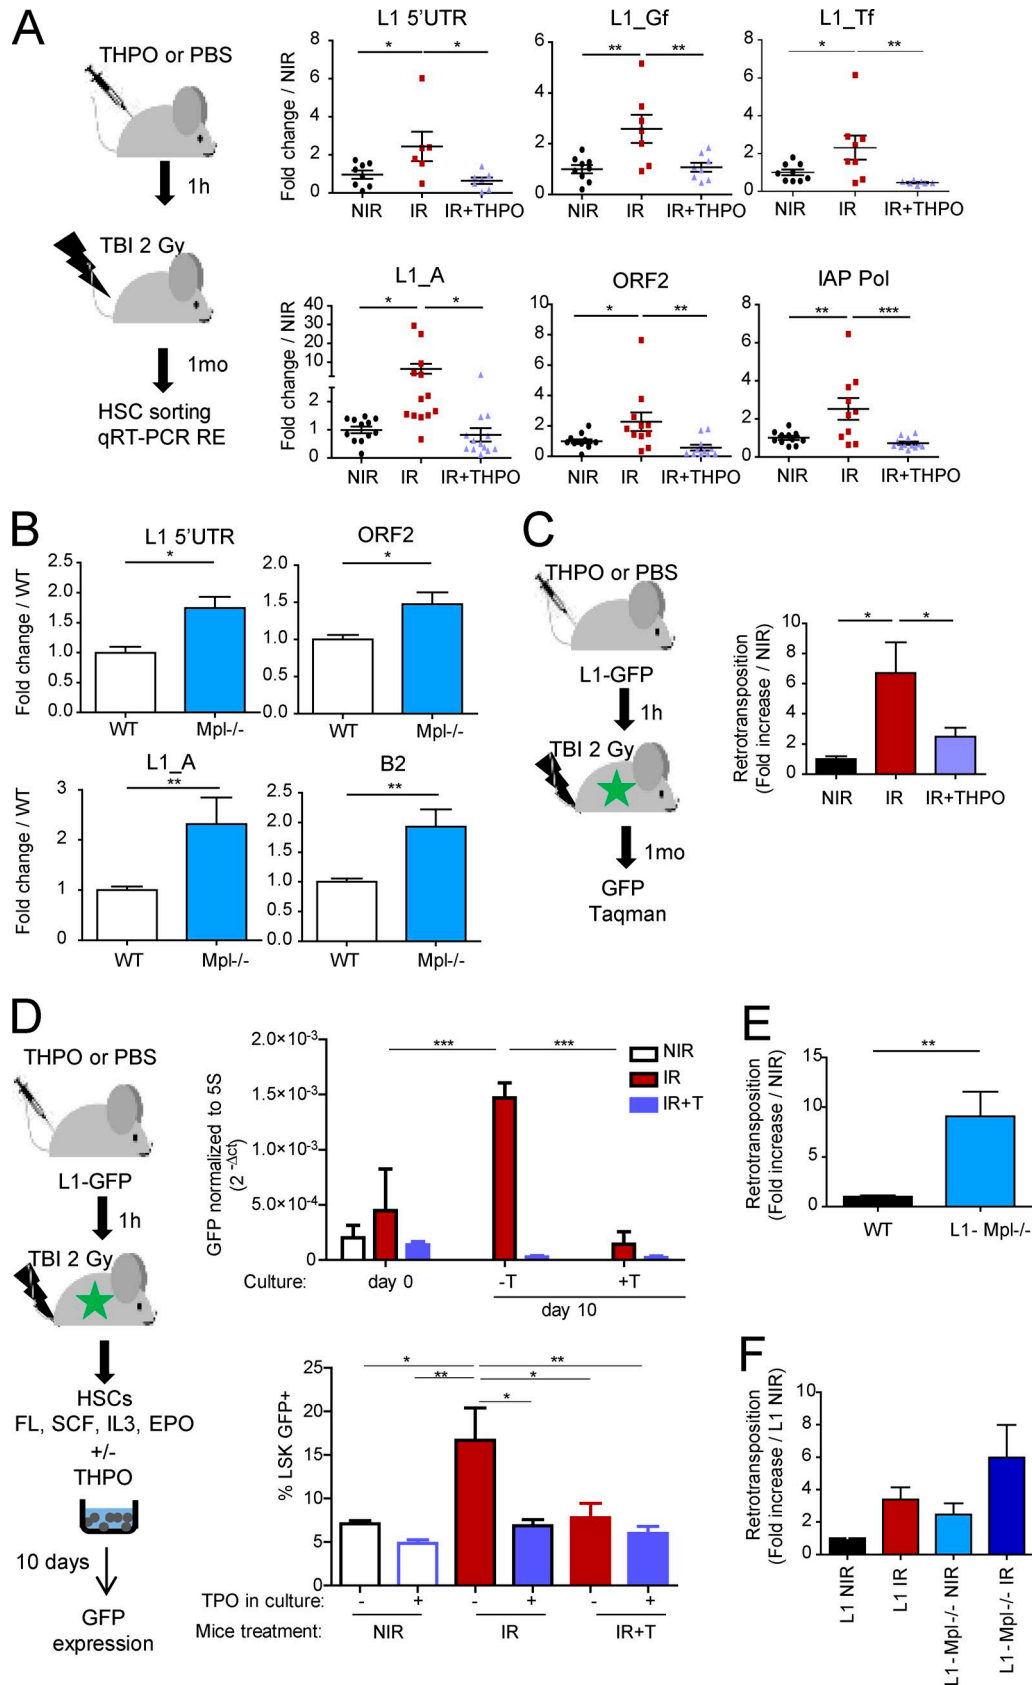 A
THPO or PBS
1h
TBI 2 Gy
1mo
HSC sorting
qRT-PCR RE
L1 5'UTR
Fold change / NIR
8
6
4
2
0
* *
NIR IR IR+THPO
L1_Gf
6
4
2
0
** **
NIR IR IR+THPO
L1_Tf
8
6
4
2
0
* **
NIR IR IR+THPO
L1_A
Fold change / NIR
40
30
20
10
2
1
0
* *
NIR IR IR+THPO
ORF2
10
8
6
4
2
0
* **
NIR IR IR+THPO
IAP Pol
8
6
4
2
0
** ***
NIR IR IR+THPO
B
L1 5'UTR
Fold change / WT
2.5
2.0
1.5
1.0
0.5
0.0
*
WT Mpl-/-
ORF2
2.0
1.5
1.0
0.5
0.0
*
WT Mpl-/-
L1_A
Fold change / WT
3
2
1
0
**
WT Mpl-/-
B2
2.5
2.0
1.5
1.0
0.5
0.0
**
WT Mpl-/-
C
THPO or PBS
L1-GFP
1h
TBI 2 Gy
1mo
GFP
Taqman
Retrotransposition
(Fold increase / NIR)
10
8
6
4
2
0
* *
NIR IR IR+THPO
D
THPO or PBS
L1-GFP
1h
TBI 2 Gy
HSCs
FL, SCF, IL3, EPO
+/-
THPO
10 days
GFP
expression
GFP normalized to 5S
(2 -Δct)
2.0×10-3
1.5×10-3
1.0×10-3
5.0×10-4
0
*** ***
NIR
IR
IR+T
Culture: day 0 -T +T
day 10
% LSK GFP+
25
20
15
10
5
0
* **
** *
*
TPO in culture: - + - + - +
Mice treatment: NIR IR IR+T
E
Retrotransposition
(Fold increase / NIR)
15
10
5
0
**
WT L1- Mpl-/-
F
Retrotransposition
(Fold increase / L1 NIR)
10
8
6
4
2
0
L1 NIR
L1 IR
L1- Mpl-/- NIR
L1- Mpl-/- IR